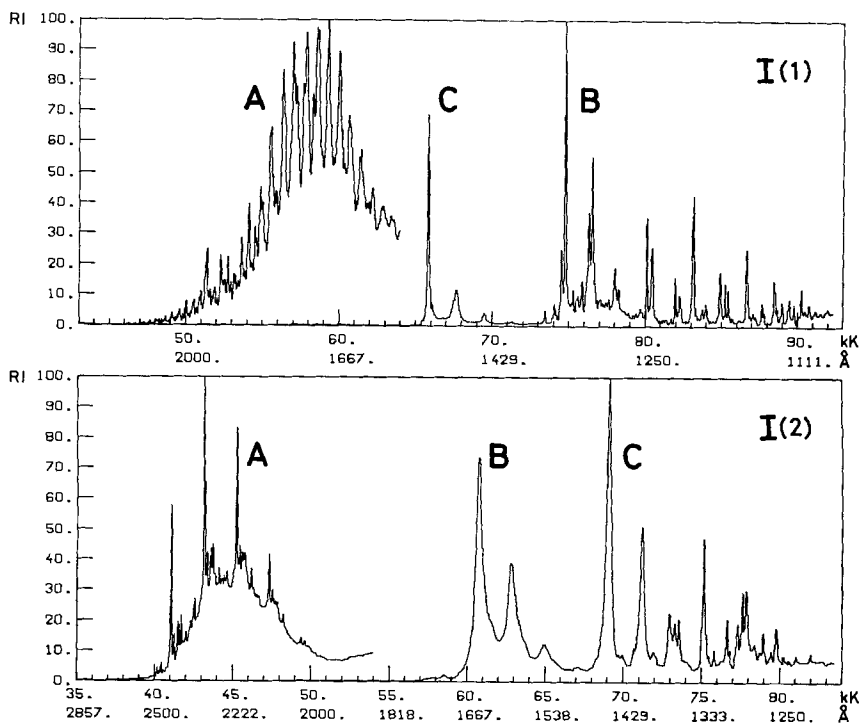 RI 100.
90.
80.
70.
60.
50.
40.
30.
20.
10.
0.
A
C
B
I(1)
50. 60. 70. 80. 90. kK
2000. 1667. 1429. 1250. 1111. Å
RI 100.
90.
80.
70.
60.
50.
40.
30.
20.
10.
0.
A
B
C
I(2)
35. 40. 45. 50. 55. 60. 65. 70. 75. 80. kK
2857. 2500. 2222. 2000. 1818. 1667. 1538. 1429. 1333. 1250. Å